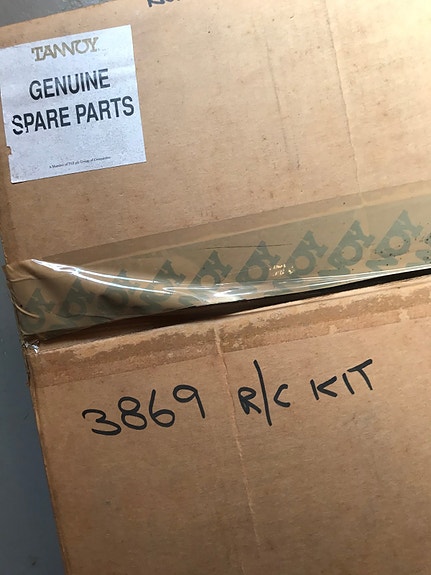 TANNOY
GENUINE
SPARE PARTS
3869 R/C KIT